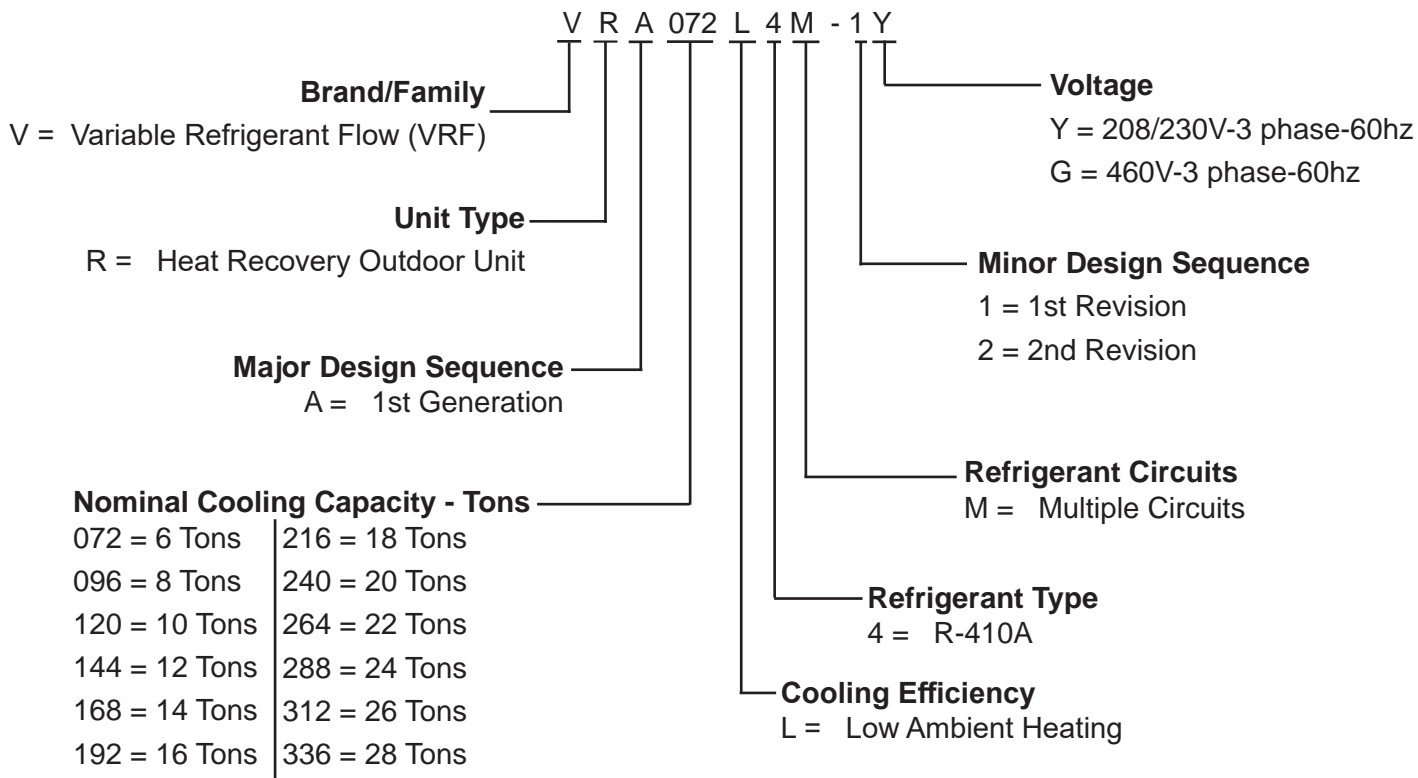 V R A 072 L 4 M - 1 Y
Brand/Family
V = Variable Refrigerant Flow (VRF)
Unit Type
R = Heat Recovery Outdoor Unit
Major Design Sequence
A = 1st Generation
Nominal Cooling Capacity - Tons
072 = 6 Tons 216 = 18 Tons
096 = 8 Tons 240 = 20 Tons
120 = 10 Tons 264 = 22 Tons
144 = 12 Tons 288 = 24 Tons
168 = 14 Tons 312 = 26 Tons
192 = 16 Tons 336 = 28 Tons
Voltage
Y = 208/230V-3 phase-60hz
G = 460V-3 phase-60hz
Minor Design Sequence
1 = 1st Revision
2 = 2nd Revision
Refrigerant Circuits
M = Multiple Circuits
Refrigerant Type
4 = R-410A
Cooling Efficiency
L = Low Ambient Heating